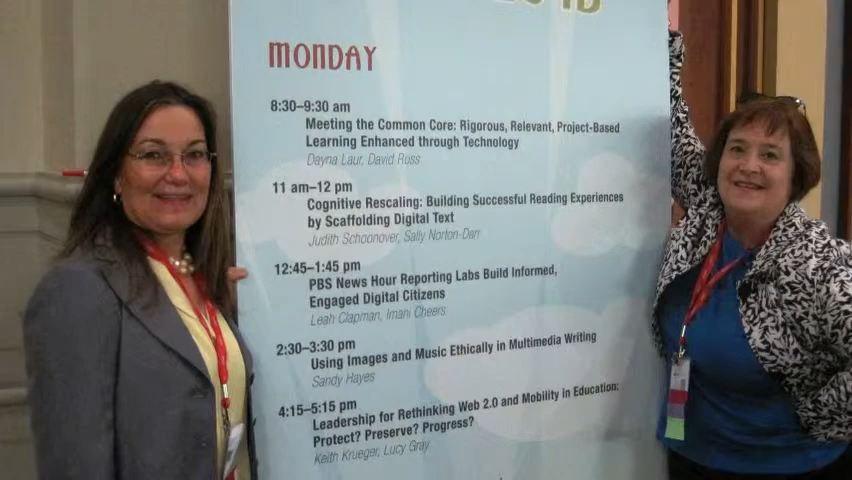 MONDAY
8:30–9:30 am
Meeting the Common Core: Rigorous, Relevant, Project-Based
Learning Enhanced through Technology
Dayna Laur, David Ross
11 am–12 pm
Cognitive Rescaling: Building Successful Reading Experiences
by Scaffolding Digital Text
Judith Schoonover, Sally Norton-Darr
12:45–1:45 pm
PBS News Hour Reporting Labs Build Informed,
Engaged Digital Citizens
Leah Clapman, Imani Cheers
2:30–3:30 pm
Using Images and Music Ethically in Multimedia Writing
Sandy Hayes
4:15–5:15 pm
Leadership for Rethinking Web 2.0 and Mobility in Education:
Protect? Preserve? Progress?
Keith Krueger, Lucy Gray